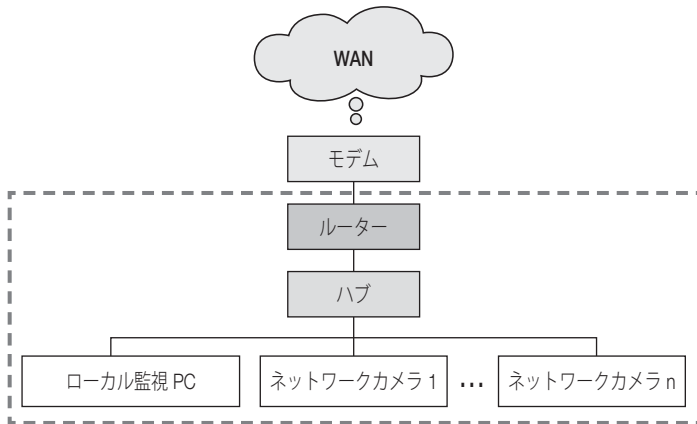 WAN
モデム
ルーター
ハブ
ローカル監視 PC
ネットワークカメラ 1
...
ネットワークカメラ n